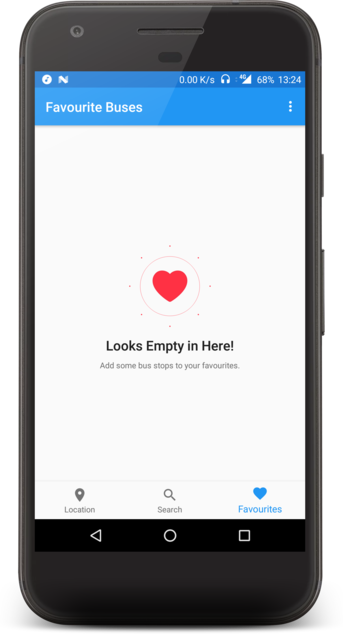 0.00 K/s 4G 68% 13:24
Favourite Buses
Looks Empty in Here!
Add some bus stops to your favourites.
Location Search Favourites